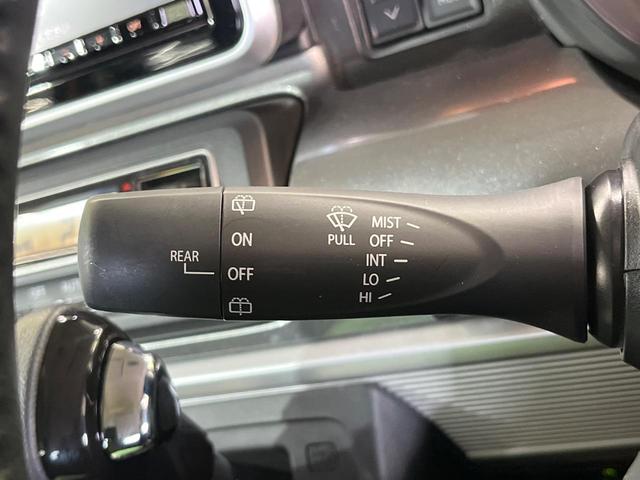 REAR
ON
OFF
PULL
MIST
OFF
INT
LO
HI